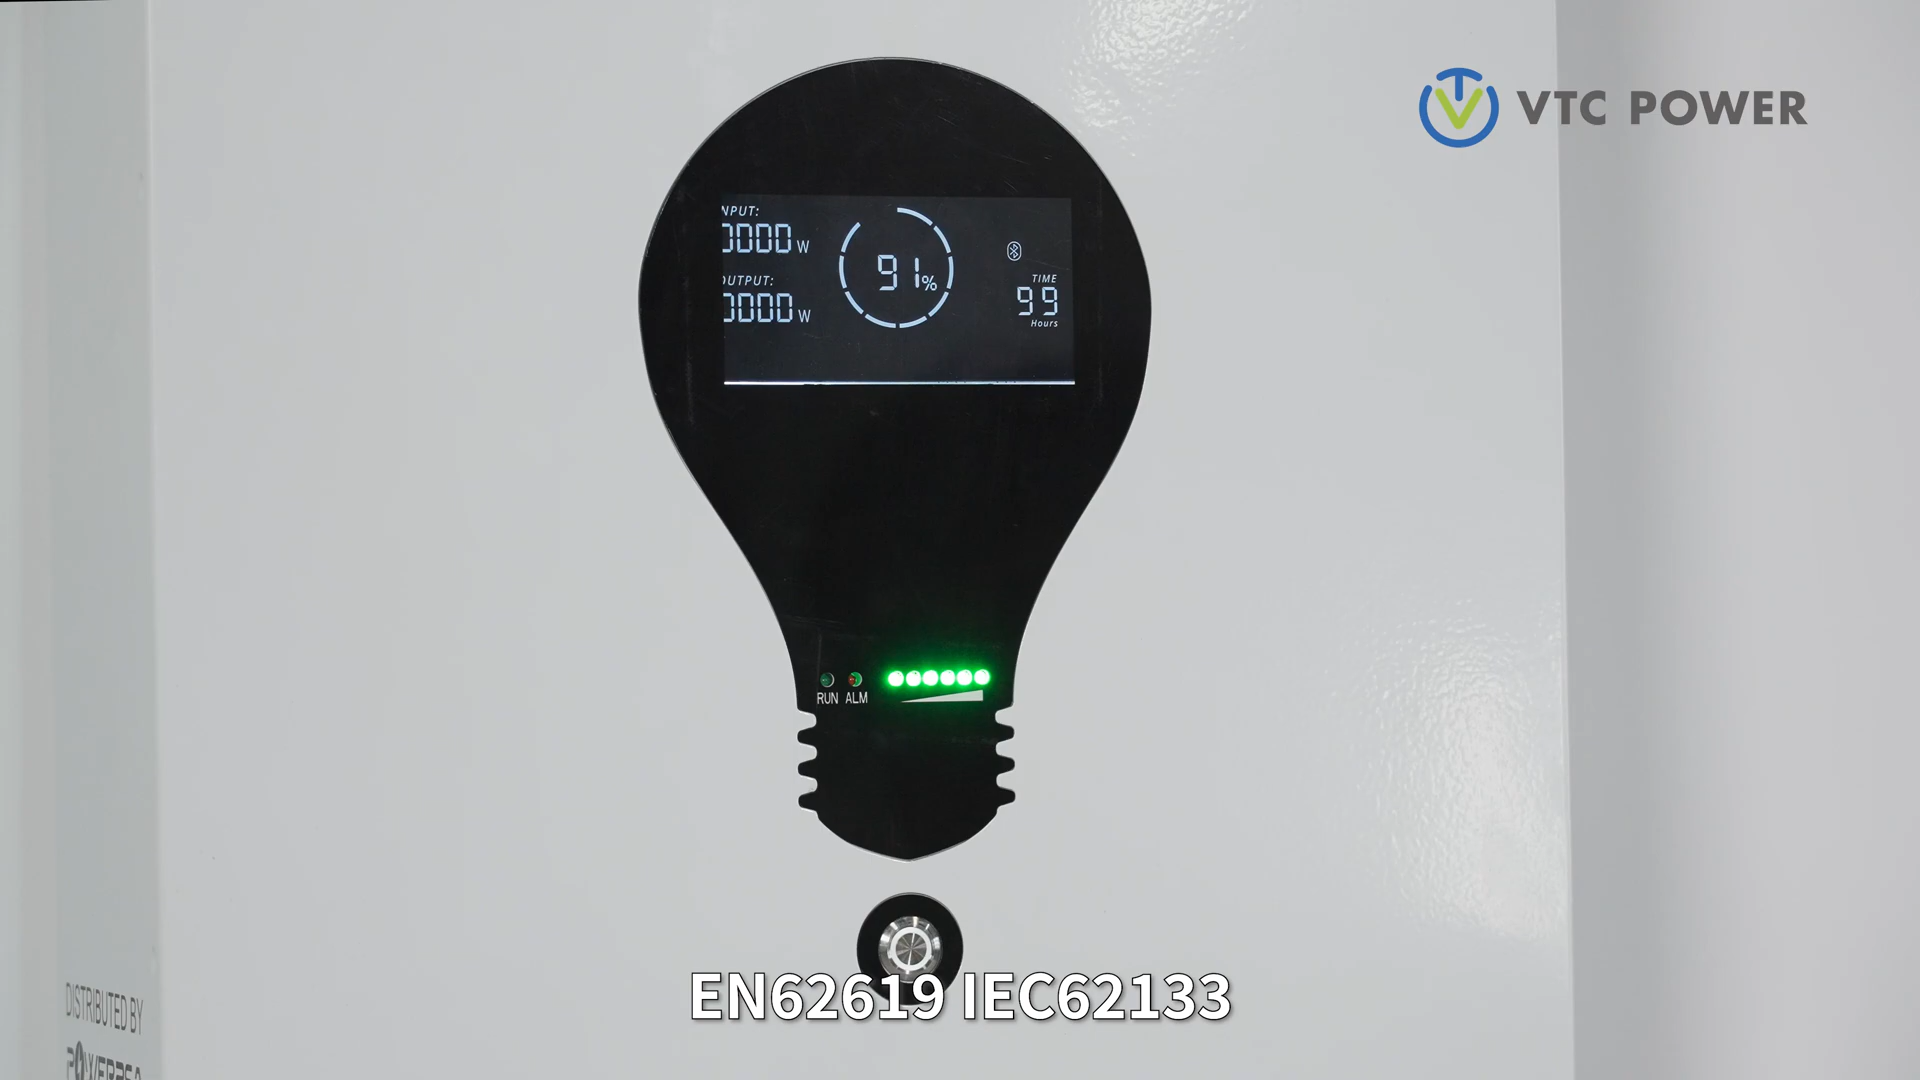 VTC POWER
NPUT:
0000 W
OUTPUT:
0000 W
91%
TIME
99
Hours
RUN ALM
EN62619 IEC62133
DISTRIBUTED BY